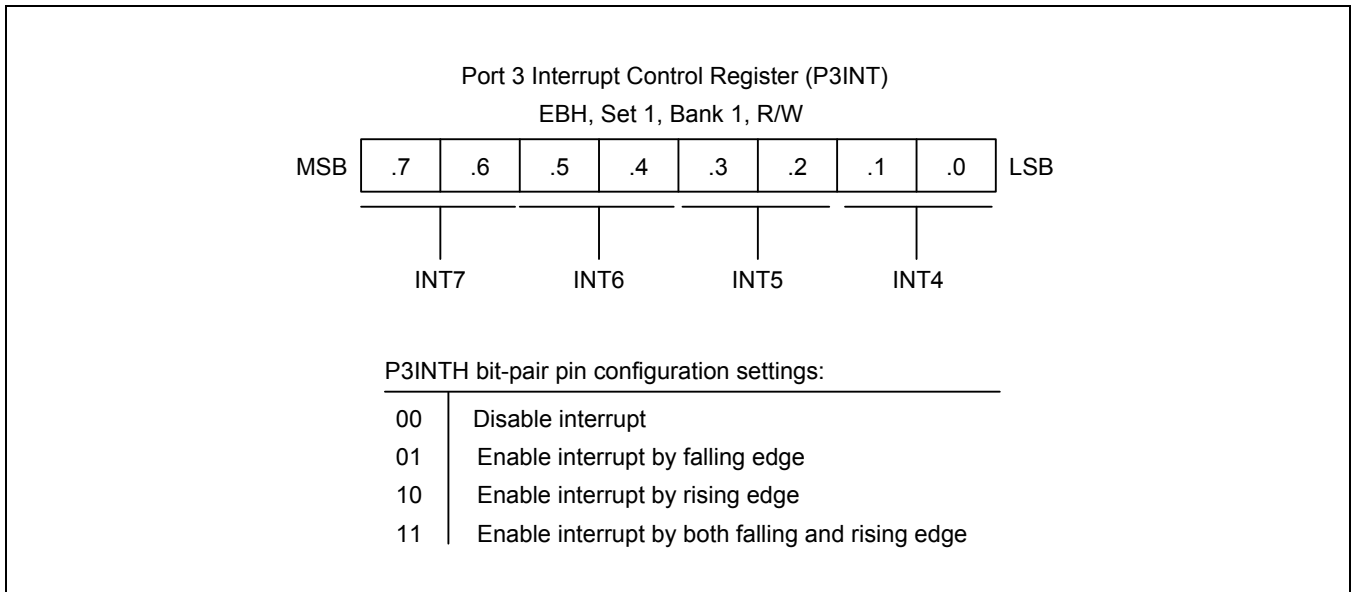 Port 3 Interrupt Control Register (P3INT)
EBH, Set 1, Bank 1, R/W
MSB .7 .6 .5 .4 .3 .2 .1 .0 LSB
INT7 INT6 INT5 INT4
P3INTH bit-pair pin configuration settings:
00 Disable interrupt
01 Enable interrupt by falling edge
10 Enable interrupt by rising edge
11 Enable interrupt by both falling and rising edge